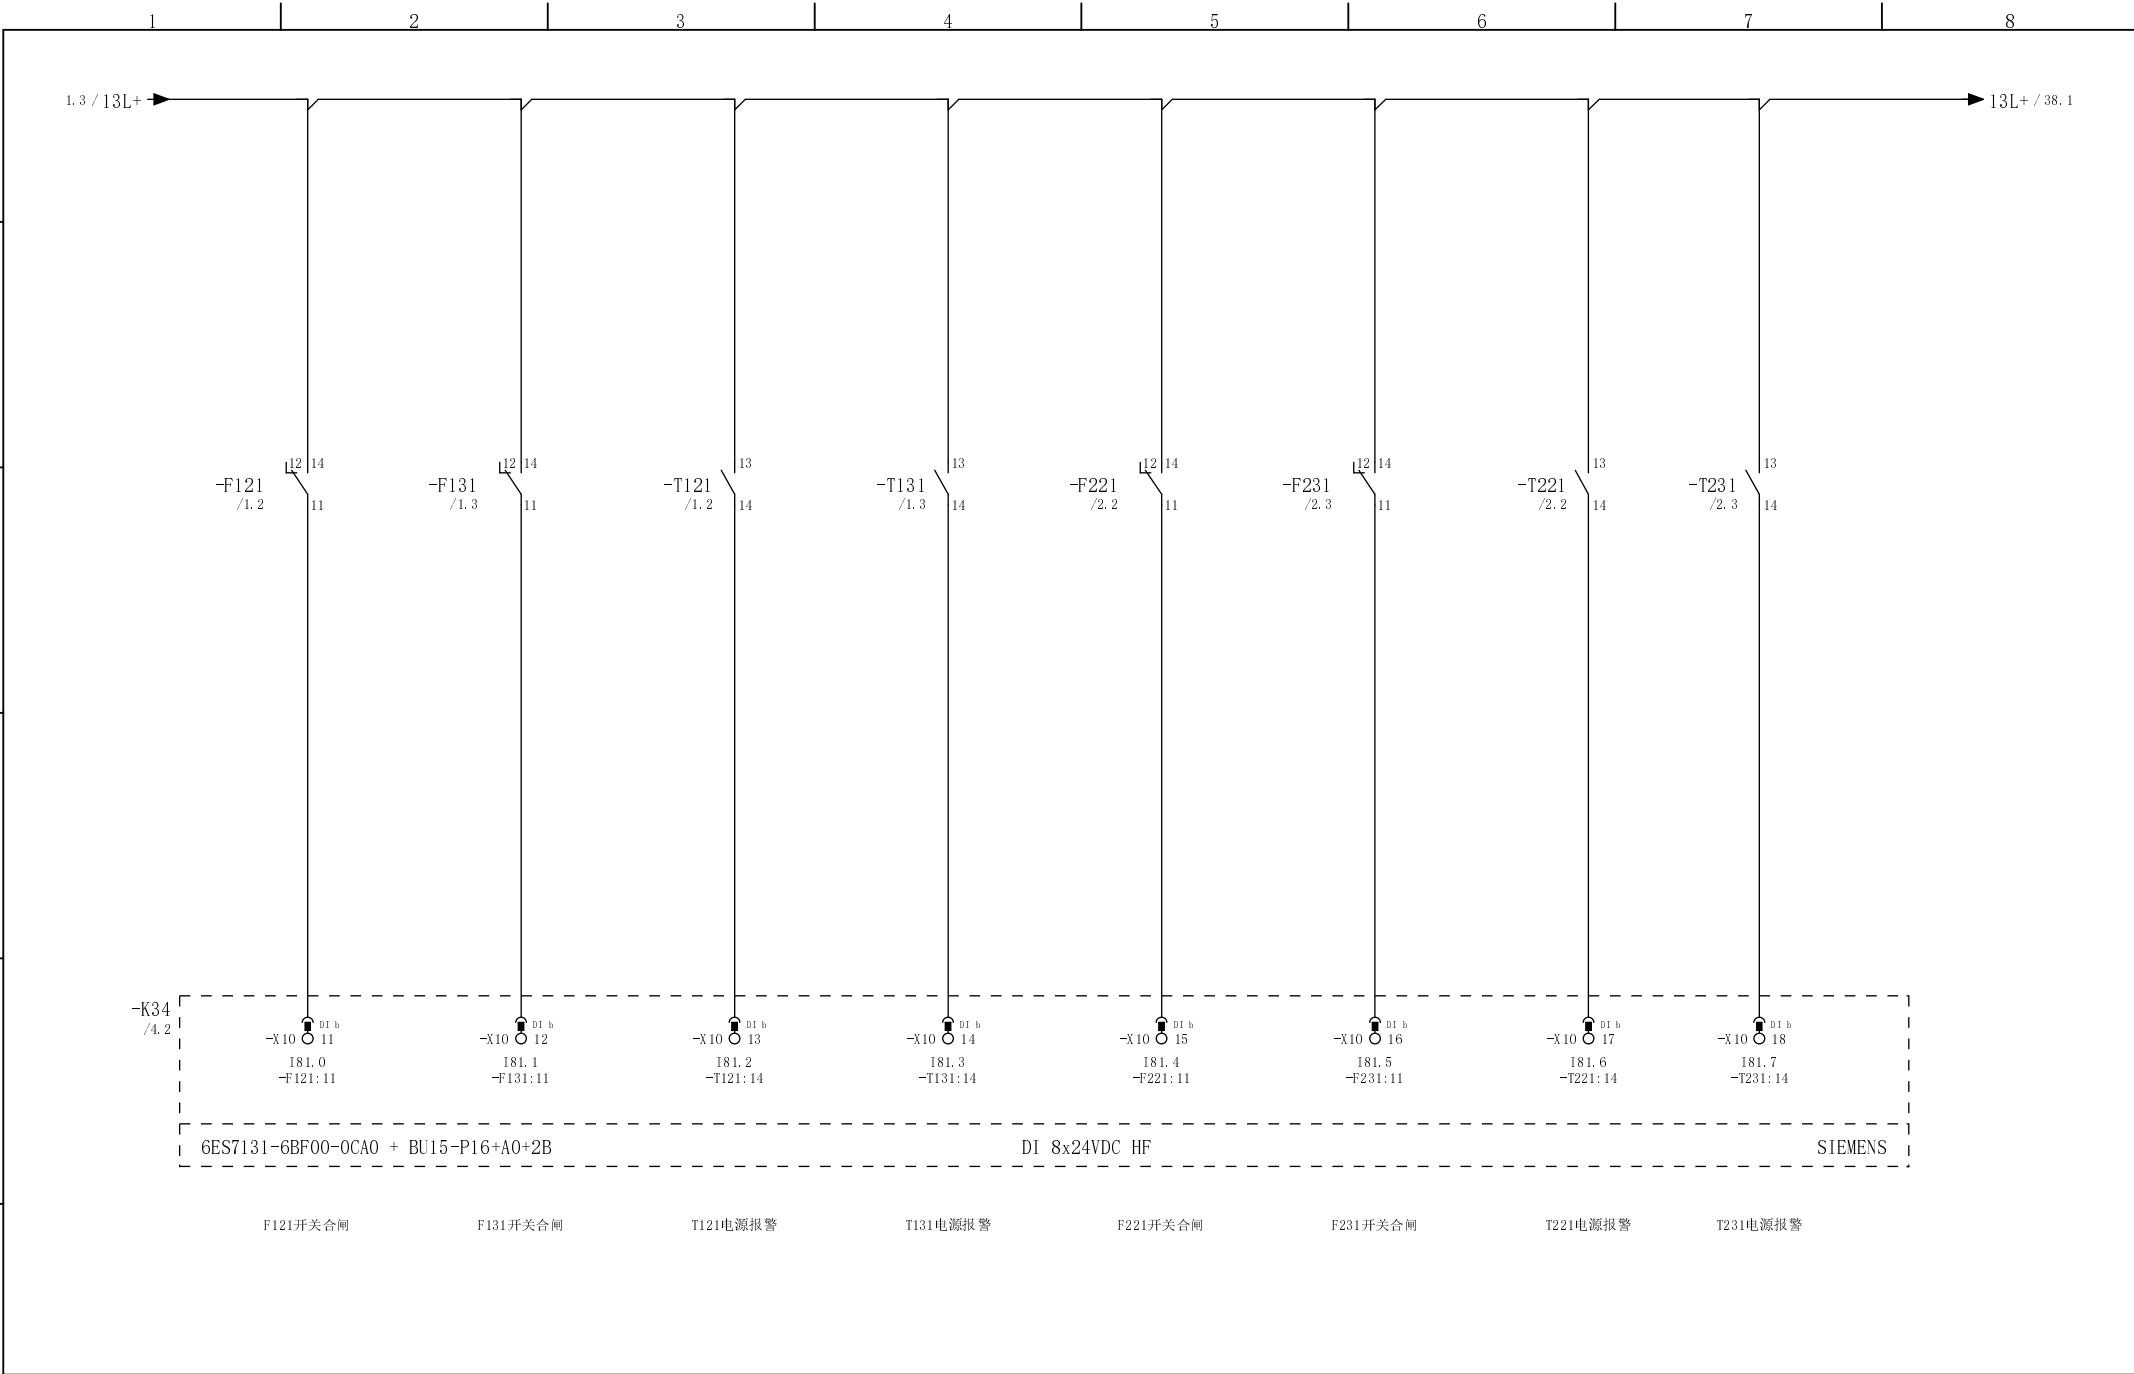 1 2 3 4 5 6 7 8
1.3 / 13L+ 13L+ / 38.1
12 14 12 14 13 13 12 14 12 14 13 13
-F121 -F131 -T121 -T131 -F221 -F231 -T221 -T231
/1.2 11 /1.3 11 /1.2 14 /1.3 14 /2.2 11 /2.3 11 /2.2 14 /2.3 14
-K34
/4.2 DI b DI b DI b DI b DI b DI b DI b DI b
-X10 11 -X10 12 -X10 13 -X10 14 -X10 15 -X10 16 -X10 17 -X10 18
I81.0 I81.1 I81.2 I81.3 I81.4 I81.5 I81.6 I81.7
-F121:11 -F131:11 -T121:14 -T131:14 -F221:11 -F231:11 -T221:14 -T231:14
6ES7131-6BF00-0CA0 + BU15-P16+A0+2B DI 8x24VDC HF SIEMENS
F121开关合闸 F131开关合闸 T121电源报警 T131电源报警 F221开关合闸 F231开关合闸 T221电源报警 T231电源报警